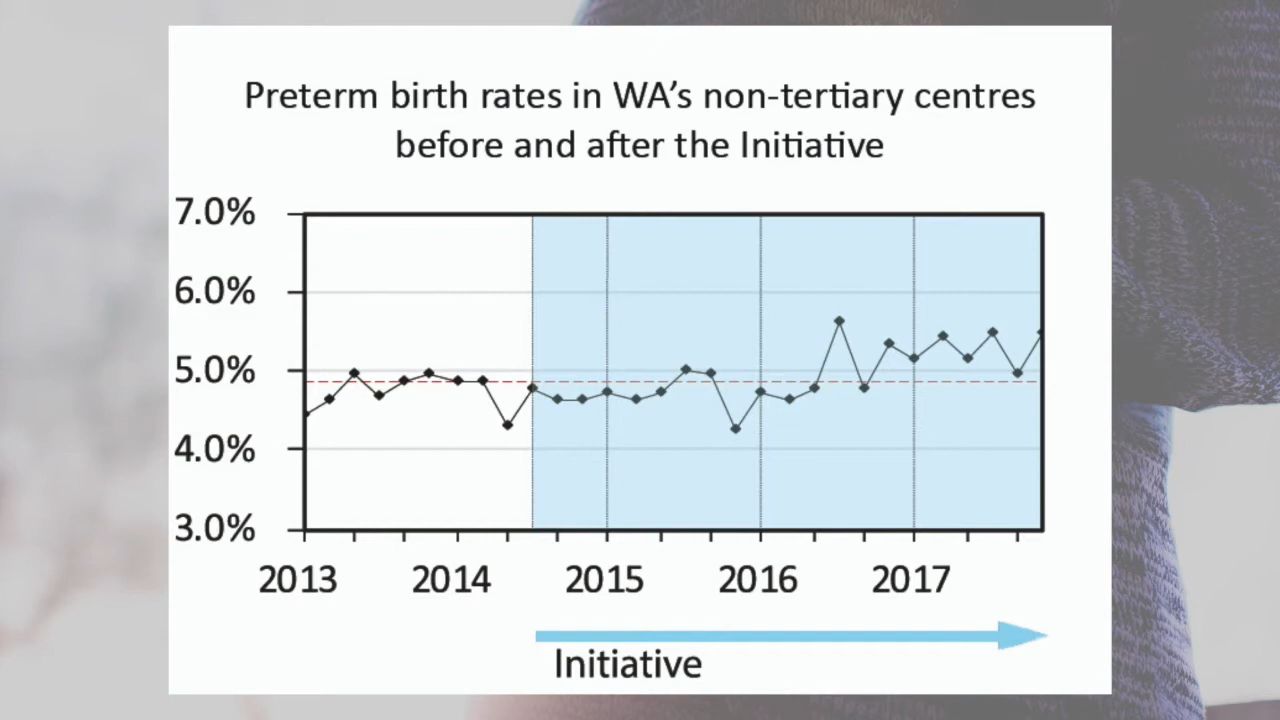 Preterm birth rates in WA's non-tertiary centres
before and after the Initiative
7.0%
6.0%
5.0%
4.0%
3.0%
2013 2014 2015 2016 2017
Initiative